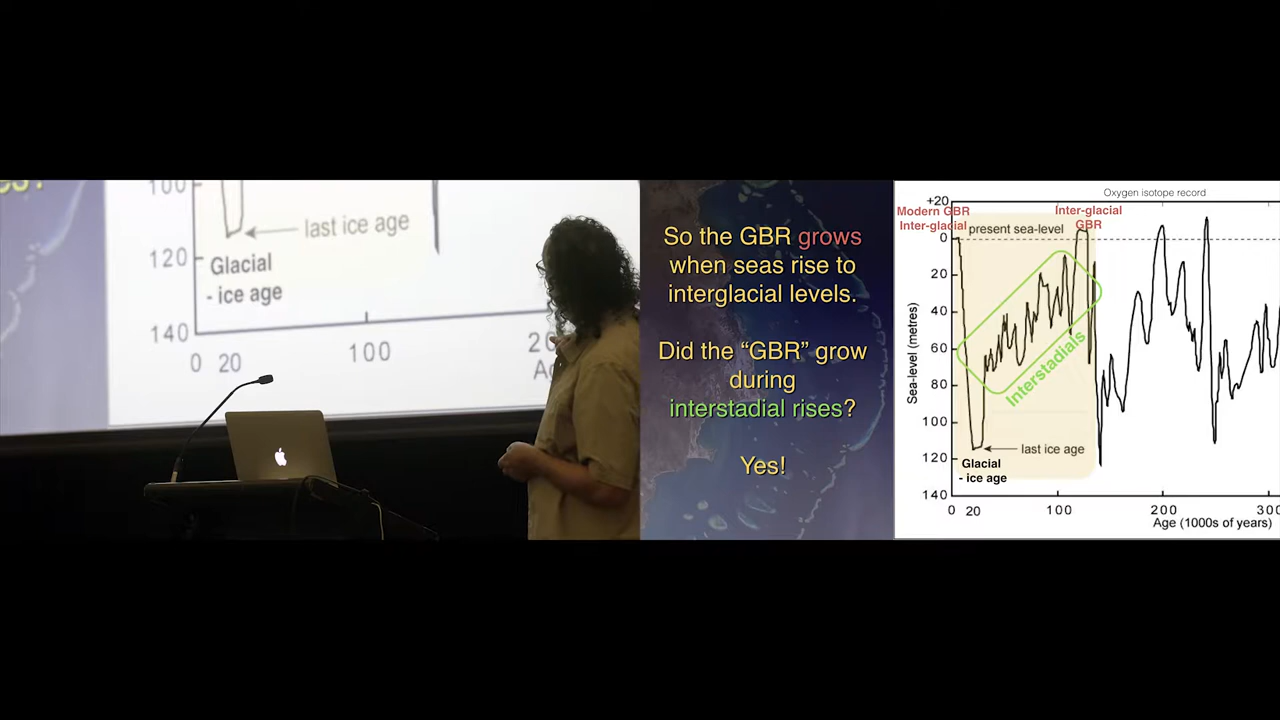 es?
100
120
140
last ice age
Glacial
- ice age
0 20 100 20
A
So the GBR grows
when seas rise to
interglacial levels.
Did the “GBR” grow
during
interstadial rises?
Yes!
Oxygen isotope record
+20
0
20
40
60
80
100
120
140
Sea-level (metres)
Modern GBR
Inter-glacial
present sea-level
Inter-glacial
GBR
Interstadials
last ice age
Glacial
- ice age
0 20 100 200 300
Age (1000s of years)